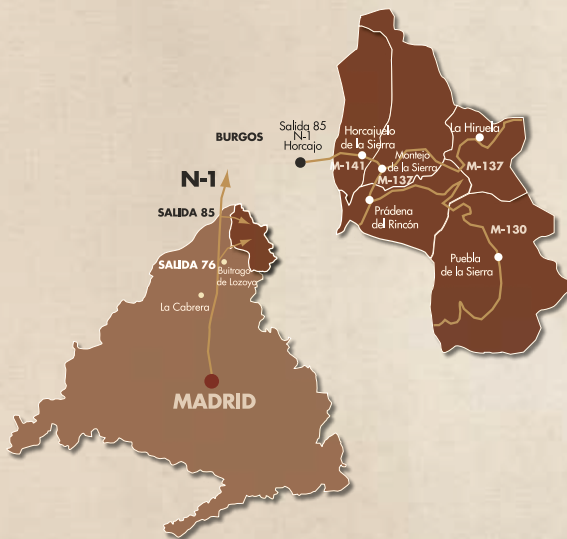 BURGOS
N-1
SALIDA 85
SALIDA 76
Buitrago
de Lozoya
La Cabrera
MADRID
Salida 85
N-1
Horcajo
Horcajuelo
de la Sierra
M-141
Montejo
de la Sierra
M-137
La Hiruela
M-137
Prádena
del Rincón
M-130
Puebla
de la Sierra